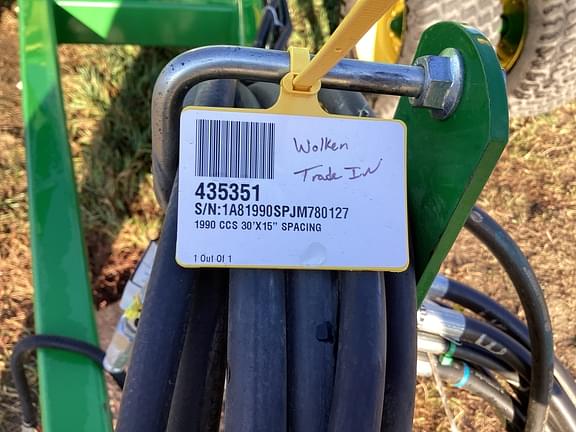 Wolken
Trade In
435351
S/N:1A81990SPJM780127
1990 CCS 30'X15" SPACING
1 Out Of 1